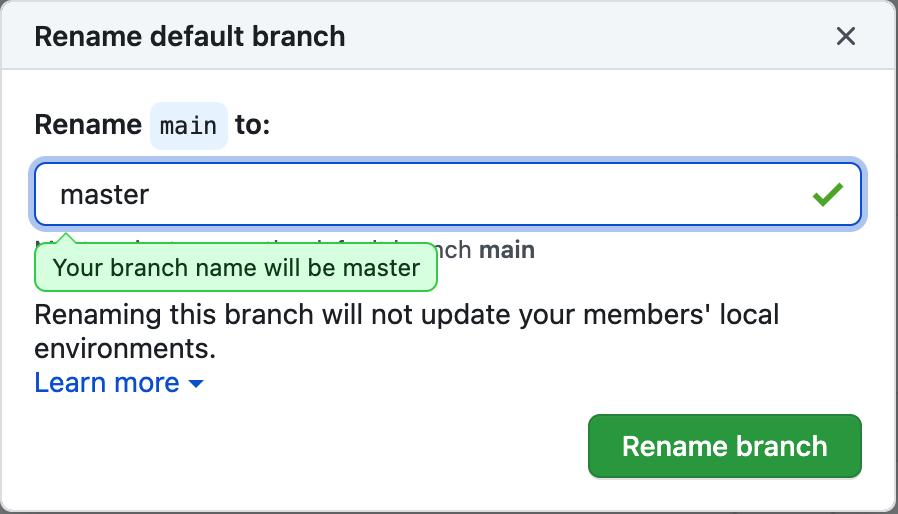 Rename default branch
Rename main to:
master
branch main
Your branch name will be master
Renaming this branch will not update your members' local
environments.
Learn more
Rename branch